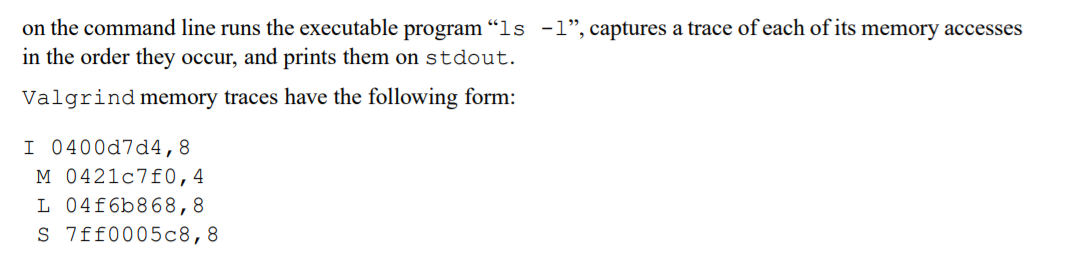 on the command line runs the executable program “ls -l”, captures a trace of each of its memory accesses
in the order they occur, and prints them on stdout.
Valgrind memory traces have the following form:
I 0400d7d4,8
 M 0421c7f0,4
 L 04f6b868,8
 S 7ff0005c8,8